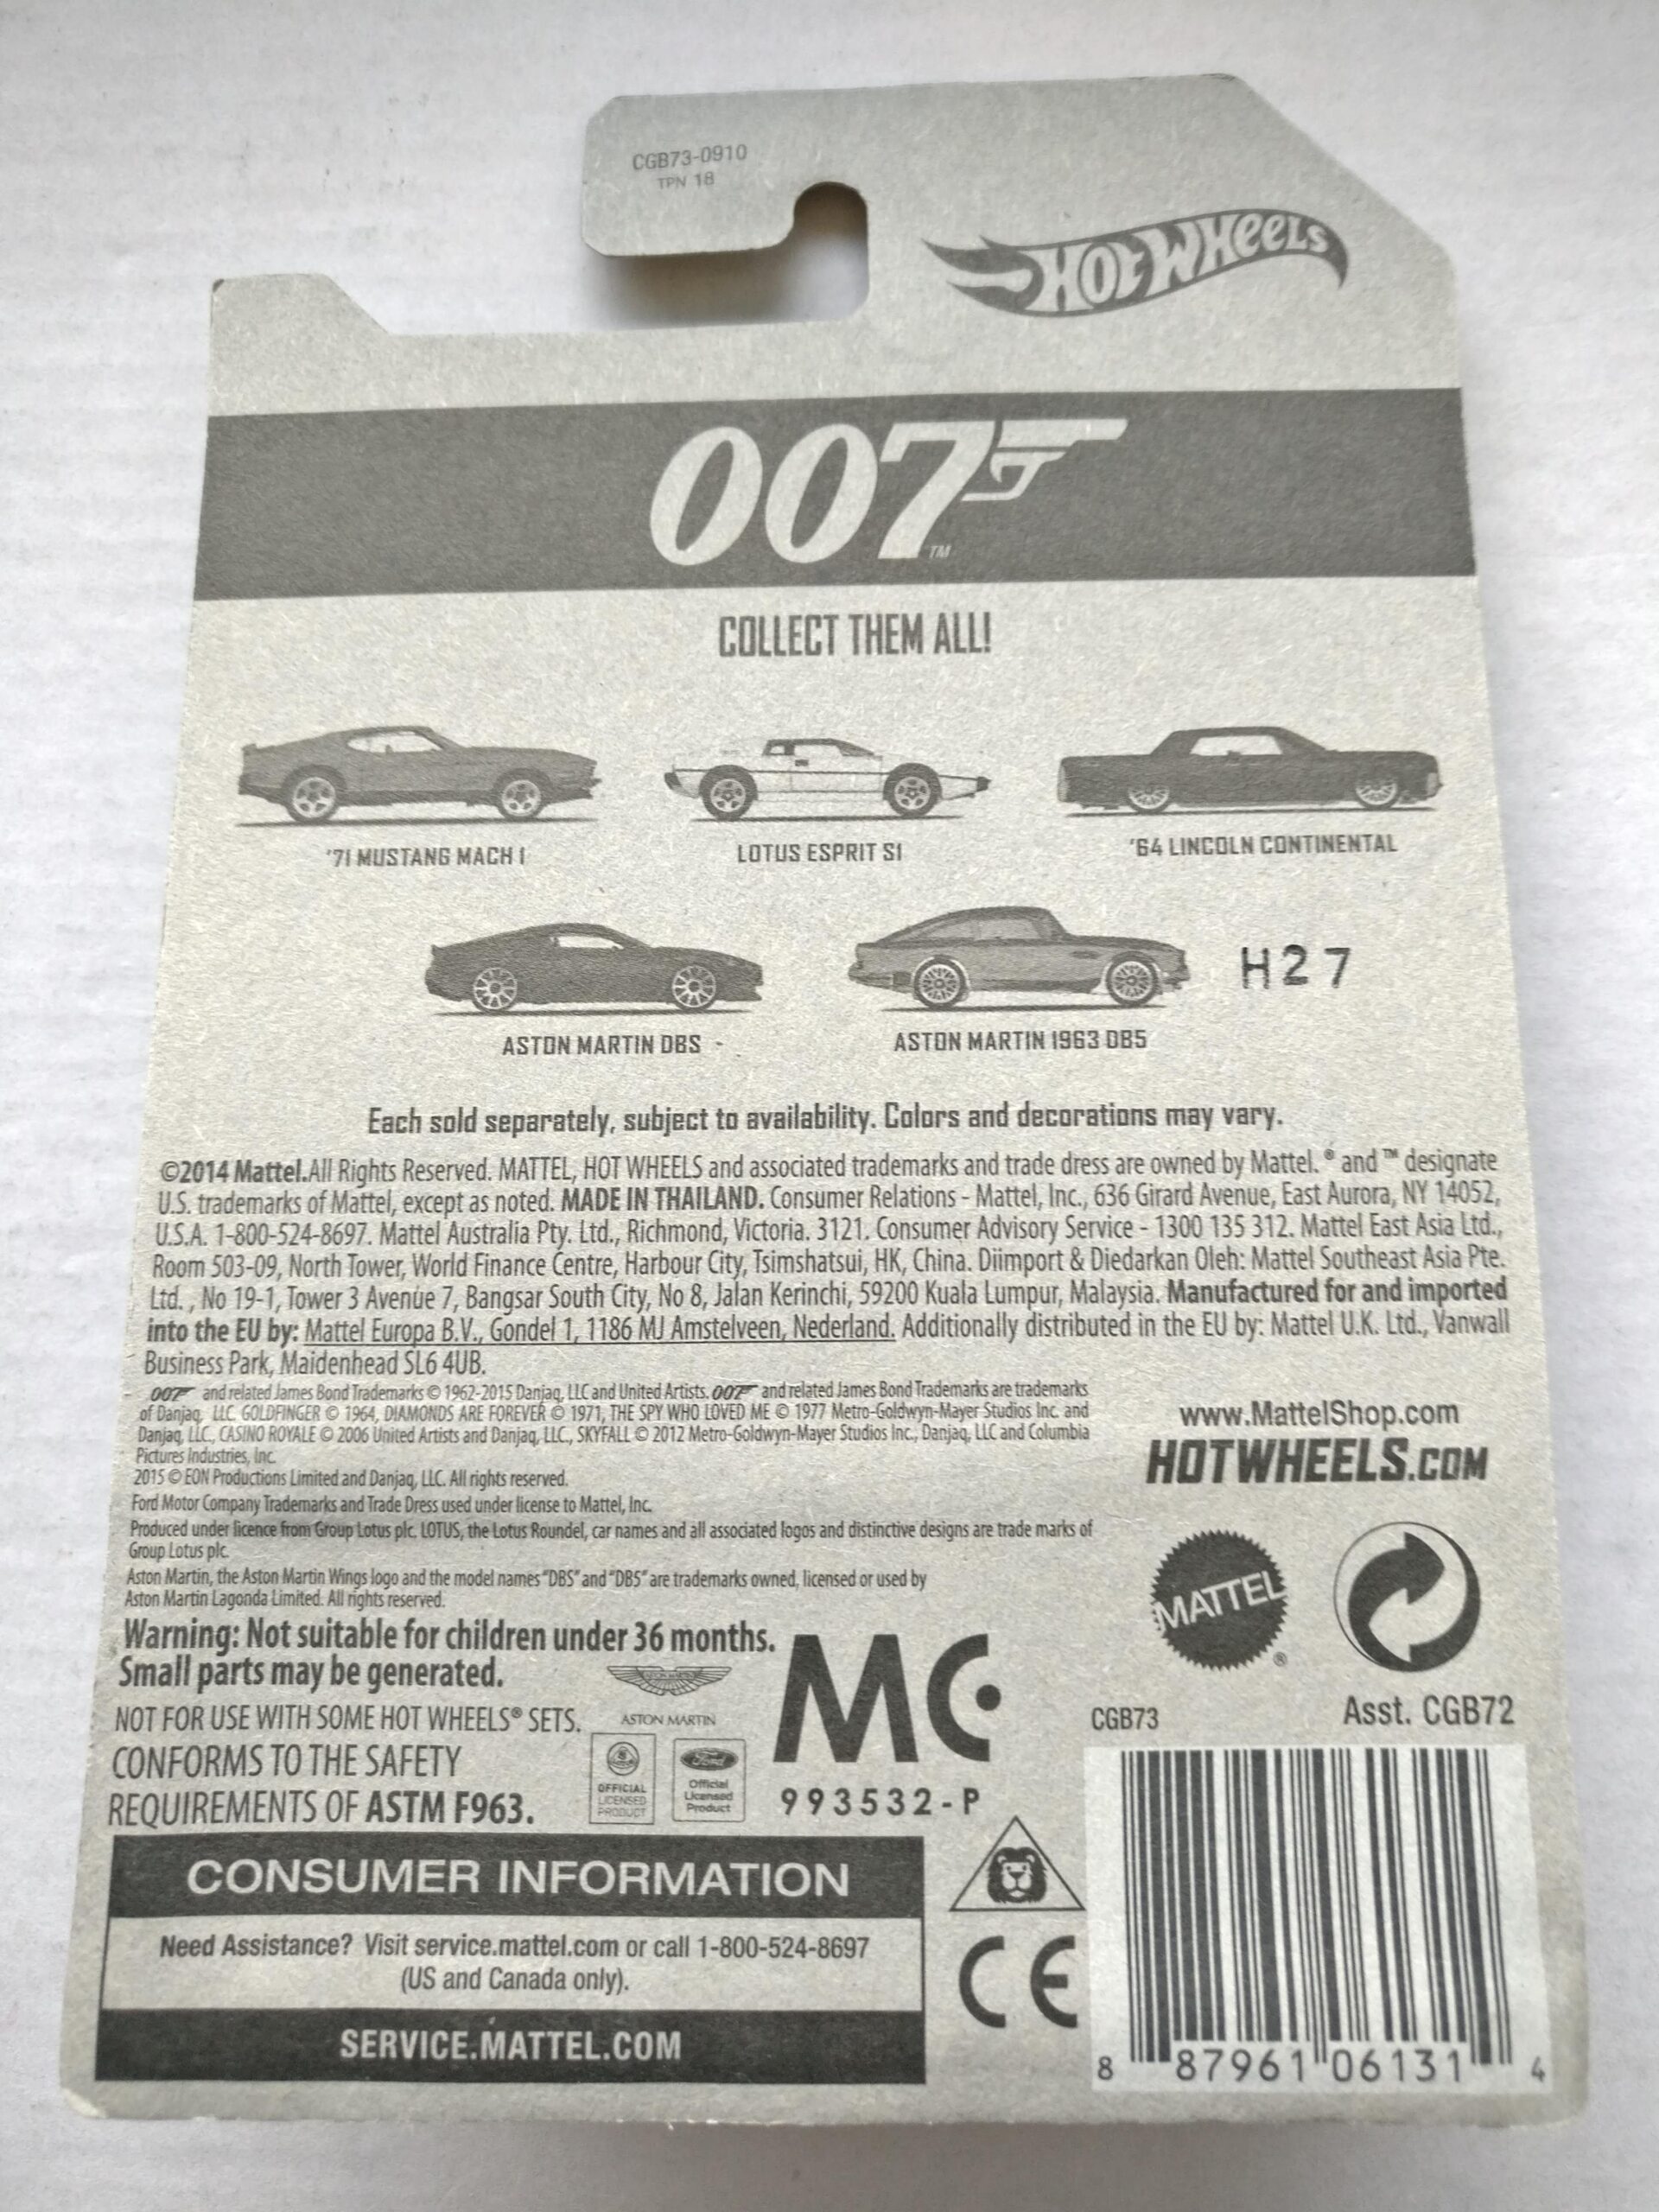 CGB73-0910
TPN 18
HOT WHEELS
007
TM
COLLECT THEM ALL!
'71 MUSTANG MACH 1
LOTUS ESPRIT S1
'64 LINCOLN CONTINENTAL
H27
ASTON MARTIN DBS -
ASTON MARTIN 1963 DB5
Each sold separately, subject to availability. Colors and decorations may vary.
©2014 Mattel.All Rights Reserved. MATTEL, HOT WHEELS and associated trademarks and trade dress are owned by Mattel. ® and ™ designate
U.S. trademarks of Mattel, except as noted. MADE IN THAILAND. Consumer Relations - Mattel, Inc., 636 Girard Avenue, East Aurora, NY 14052,
U.S.A. 1-800-524-8697. Mattel Australia Pty. Ltd., Richmond, Victoria. 3121. Consumer Advisory Service - 1300 135 312. Mattel East Asia Ltd.,
Room 503-09, North Tower, World Finance Centre, Harbour City, Tsimshatsui, HK, China. Diimport & Diedarkan Oleh: Mattel Southeast Asia Pte.
Ltd. , No 19-1, Tower 3 Avenue 7, Bangsar South City, No 8, Jalan Kerinchi, 59200 Kuala Lumpur, Malaysia. Manufactured for and imported
into the EU by: Mattel Europa B.V., Gondel 1, 1186 MJ Amstelveen, Nederland. Additionally distributed in the EU by: Mattel U.K. Ltd., Vanwall
Business Park, Maidenhead SL6 4UB.
007 and related James Bond Trademarks © 1962-2015 Danjaq, LLC and United Artists. 007 and related James Bond Trademarks are trademarks
of Danjaq, LLC. GOLDFINGER © 1964, DIAMONDS ARE FOREVER © 1971, THE SPY WHO LOVED ME © 1977 Metro-Goldwyn-Mayer Studios Inc. and
Danjaq, LLC., CASINO ROYALE © 2006 United Artists and Danjaq, LLC., SKYFALL © 2012 Metro-Goldwyn-Mayer Studios Inc., Danjaq, LLC and Columbia
Pictures Industries, Inc.
2015 © EON Productions Limited and Danjaq, LLC. All rights reserved.
Ford Motor Company Trademarks and Trade Dress used under license to Mattel, Inc.
Produced under licence from Group Lotus plc. LOTUS, the Lotus Roundel, car names and all associated logos and distinctive designs are trade marks of
Group Lotus plc.
Aston Martin, the Aston Martin Wings logo and the model names "DBS" and "DB5" are trademarks owned, licensed or used by
Aston Martin Lagonda Limited. All rights reserved.
www.MattelShop.com
HOTWHEELS.COM
MATTEL
®
Warning: Not suitable for children under 36 months.
Small parts may be generated.
NOT FOR USE WITH SOME HOT WHEELS® SETS.
CONFORMS TO THE SAFETY
REQUIREMENTS OF ASTM F963.
ASTON MARTIN
ASTON MARTIN
OFFICIAL
LICENSED
PRODUCT
Ford
Official
Licensed
Product
MC
993532-P
CGB73
Asst. CGB72
CONSUMER INFORMATION
Need Assistance? Visit service.mattel.com or call 1-800-524-8697
(US and Canada only).
SERVICE.MATTEL.COM
CE
8 87961 06131 4